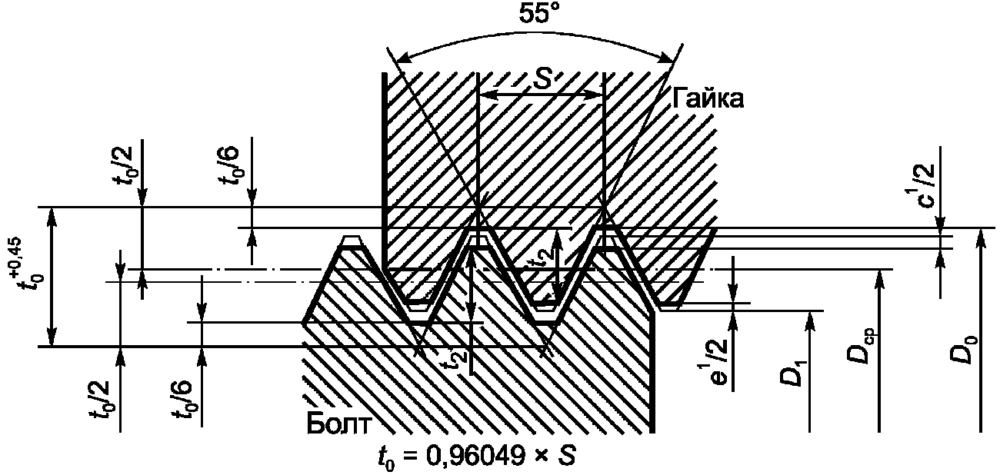 55°
S
Гайка
t₀/2
t₀/6
c¹/2
t₀⁺⁰,⁴⁵
t₂
t₂
t₀/2
t₀/6
e¹/2
D₁
Dср
D₀
Болт
t₀ = 0,96049 × S